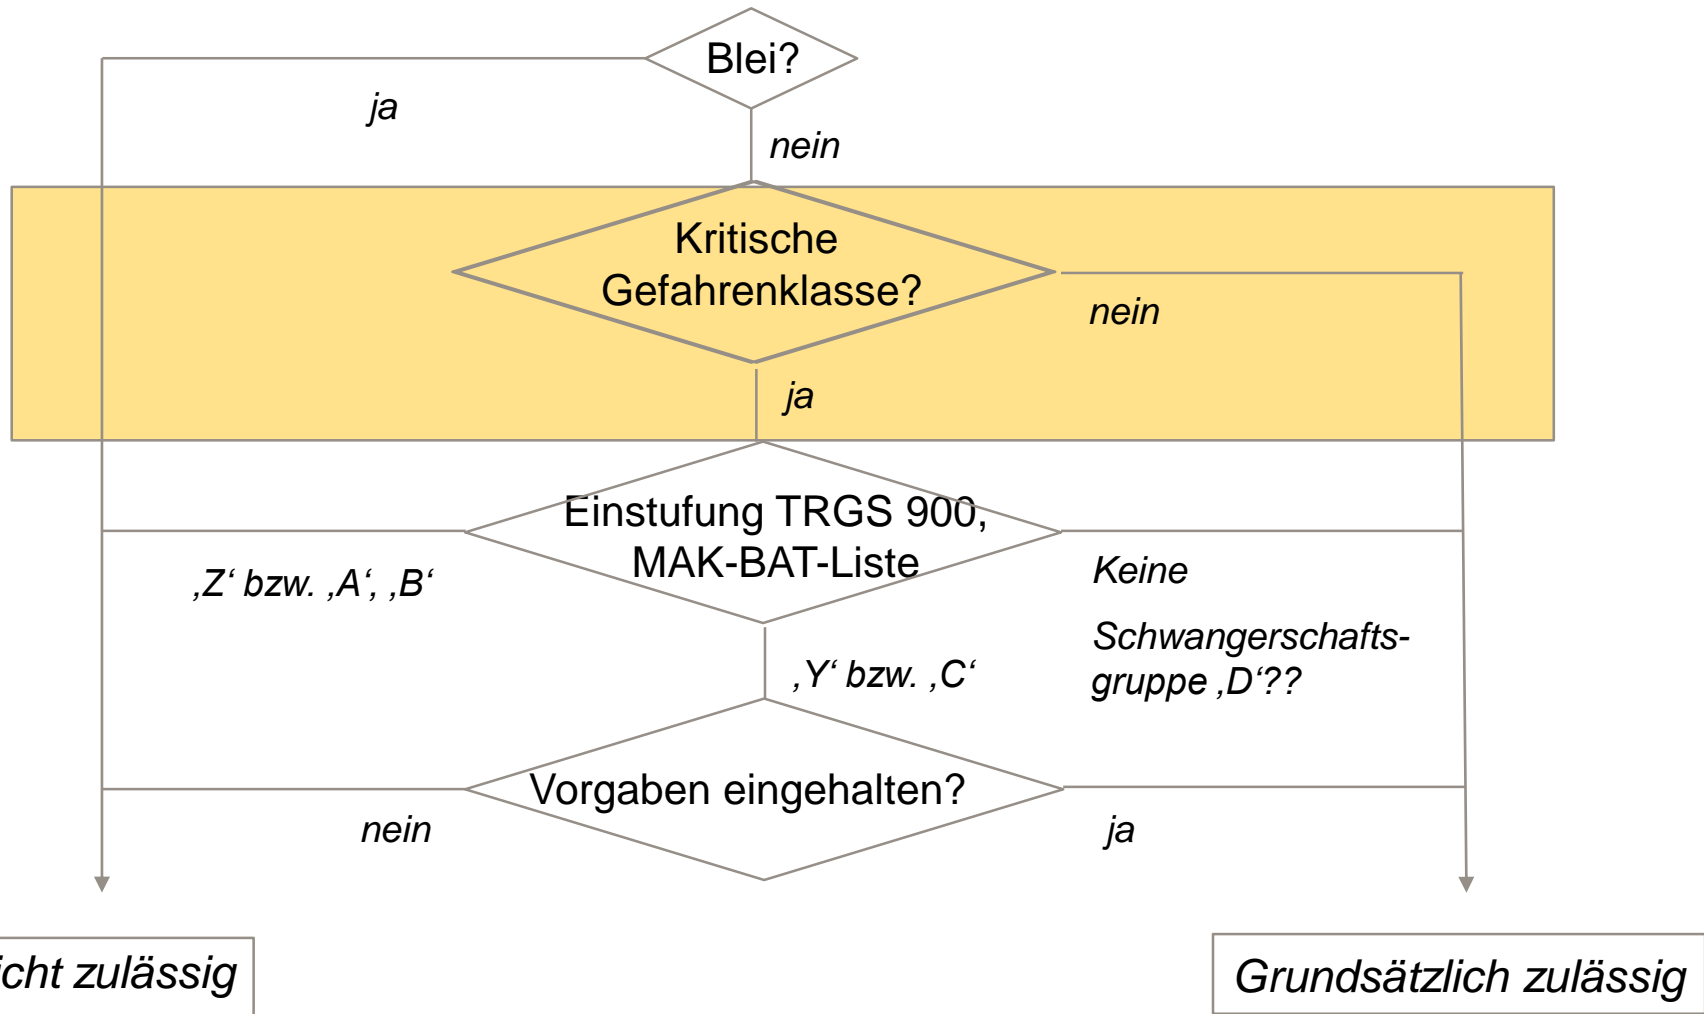 Blei?
ja
nein
Kritische
Gefahrenklasse?
nein
ja
Einstufung TRGS 900,
MAK-BAT-Liste
‚Z‘ bzw. ‚A‘, ‚B‘
Keine
Schwangerschafts-
gruppe ‚D‘??
‚Y‘ bzw. ‚C‘
Vorgaben eingehalten?
nein
ja
icht zulässig
Grundsätzlich zulässig